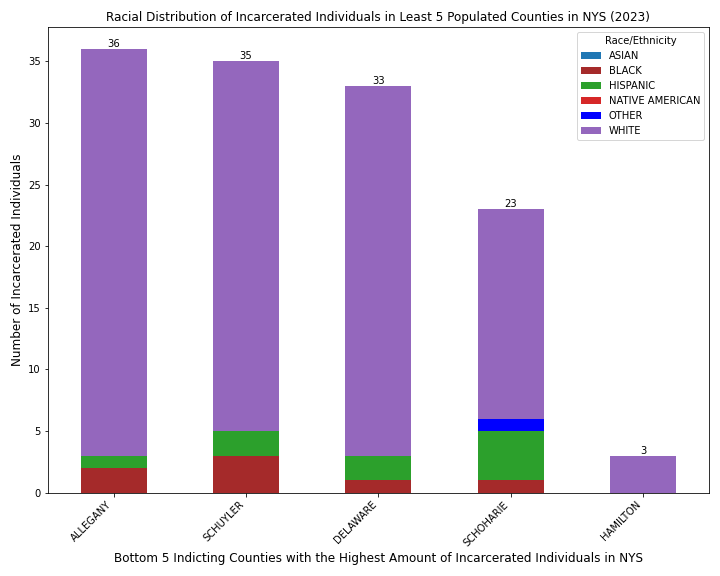 Racial Distribution of Incarcerated Individuals in Least 5 Populated Counties in NYS (2023)
Number of Incarcerated Individuals
35
30
25
20
15
10
5
0
36
35
33
23
3
Race/Ethnicity
ASIAN
BLACK
HISPANIC
NATIVE AMERICAN
OTHER
WHITE
ALLEGANY
SCHUYLER
DELAWARE
SCHOHARIE
HAMILTON
Bottom 5 Indicting Counties with the Highest Amount of Incarcerated Individuals in NYS